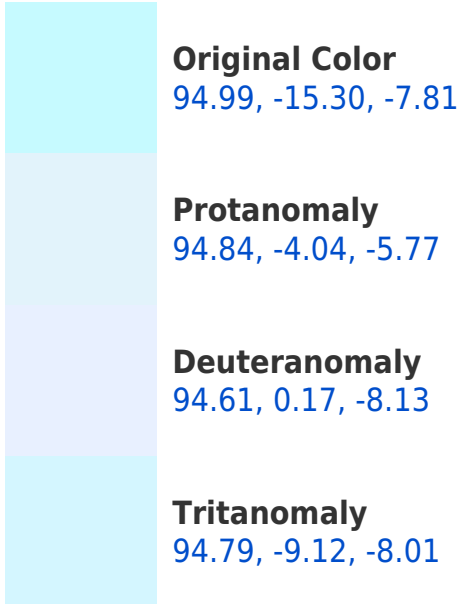 Original Color
94.99, -15.30, -7.81
Protanomaly
94.84, -4.04, -5.77
Deuteranomaly
94.61, 0.17, -8.13
Tritanomaly
94.79, -9.12, -8.01